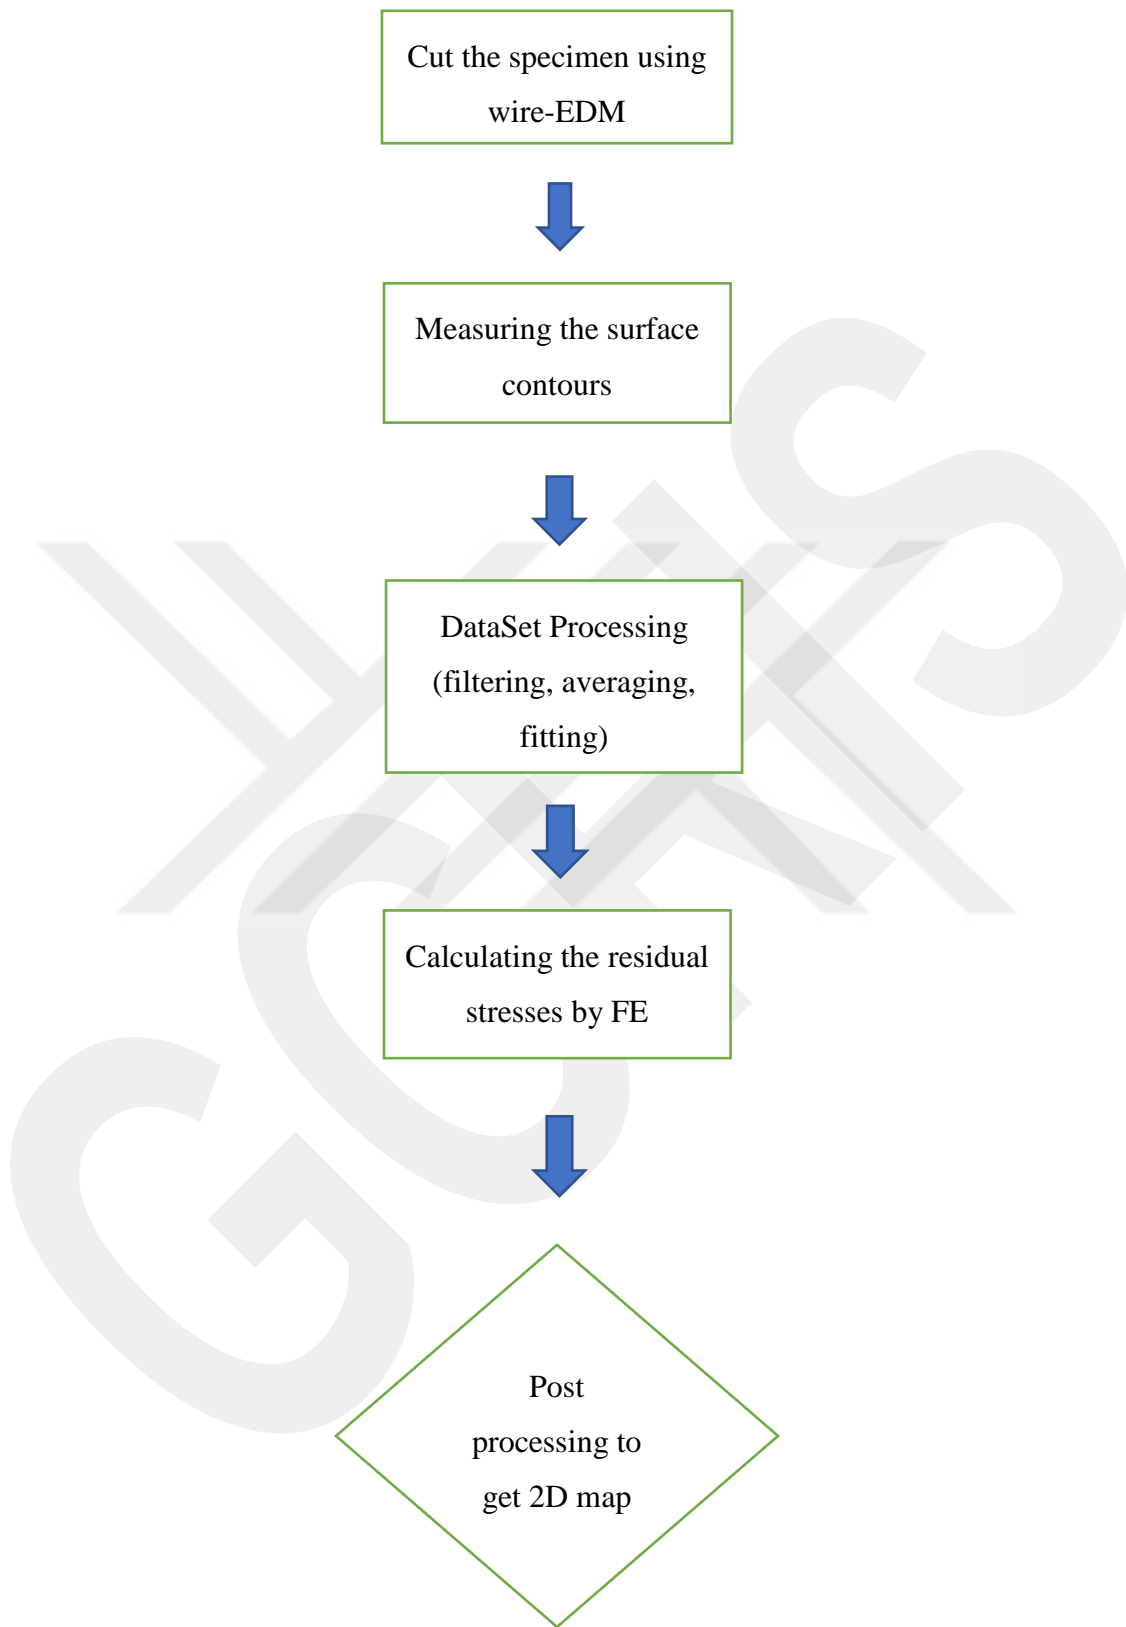 Cut the specimen using
wire-EDM
Measuring the surface
contours
DataSet Processing
(filtering, averaging,
fitting)
Calculating the residual
stresses by FE
Post
processing to
get 2D map